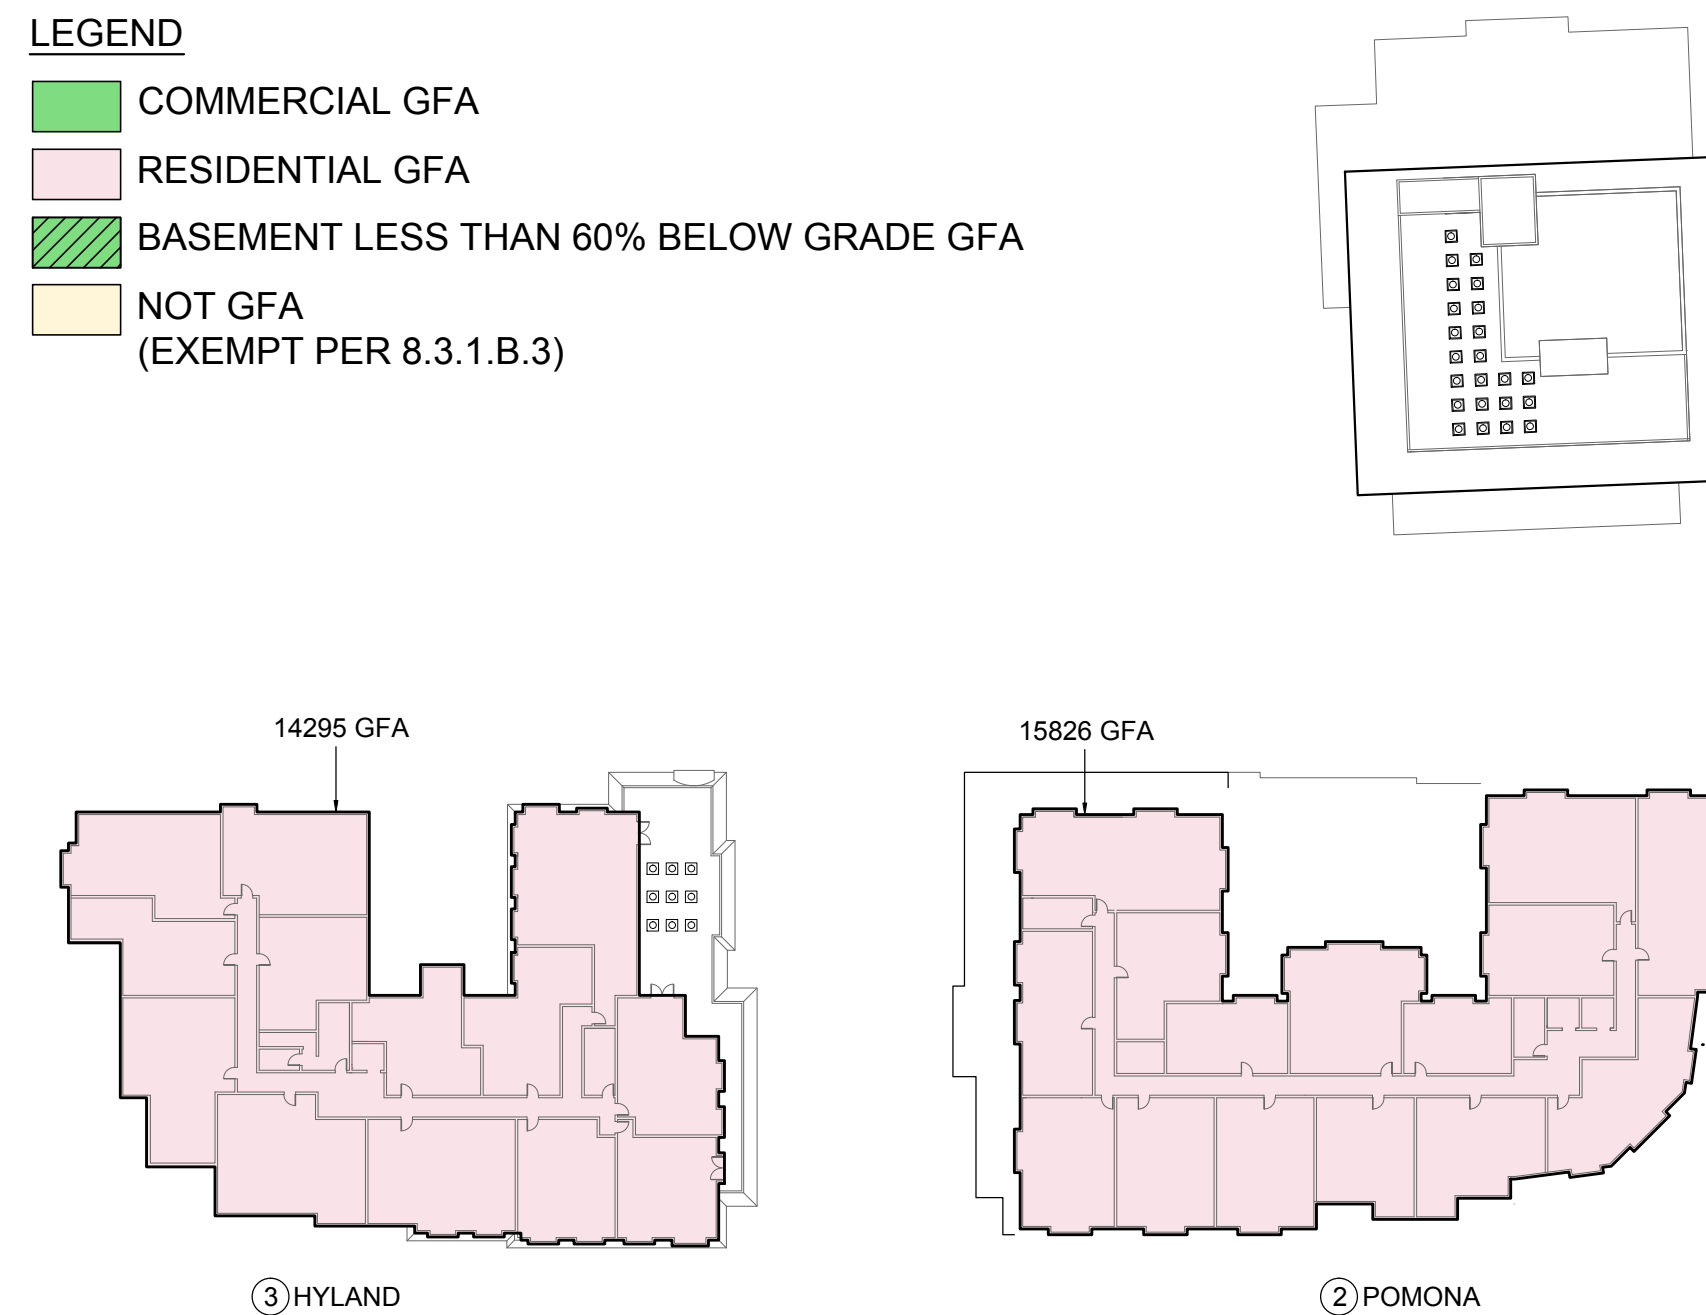 LEGEND
COMMERCIAL GFA
RESIDENTIAL GFA
BASEMENT LESS THAN 60% BELOW GRADE GFA
NOT GFA
(EXEMPT PER 8.3.1.B.3)
14295 GFA
15826 GFA
3 HYLAND
2 POMONA